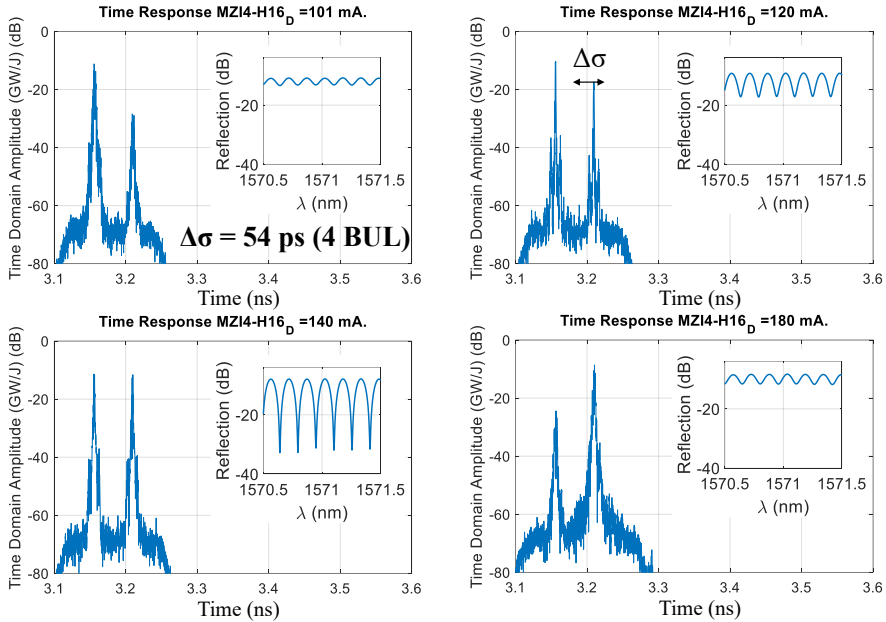 Time Response MZI4-H16D =101 mA.
Time Domain Amplitude (GW/J) (dB)
0
-20
-40
-60
-80
3.1
3.2
3.3
3.4
3.5
3.6
Time (ns)
Reflection (dB)
-20
-40
1570.5
1571
1571.5
λ (nm)
Δσ = 54 ps (4 BUL)
Time Response MZI4-H16D =120 mA.
Time Domain Amplitude (GW/J) (dB)
0
-20
-40
-60
-80
3.1
3.2
3.3
3.4
3.5
3.6
Time (ns)
Δσ
Reflection (dB)
-20
-40
1570.5
1571
1571.5
λ (nm)
Time Response MZI4-H16D =140 mA.
Time Domain Amplitude (GW/J) (dB)
0
-20
-40
-60
-80
3.1
3.2
3.3
3.4
3.5
3.6
Time (ns)
Reflection (dB)
-20
-40
1570.5
1571
1571.5
λ (nm)
Time Response MZI4-H16D =180 mA.
Time Domain Amplitude (GW/J) (dB)
0
-20
-40
-60
-80
3.1
3.2
3.3
3.4
3.5
3.6
Time (ns)
Reflection (dB)
-20
-40
1570.5
1571
1571.5
λ (nm)